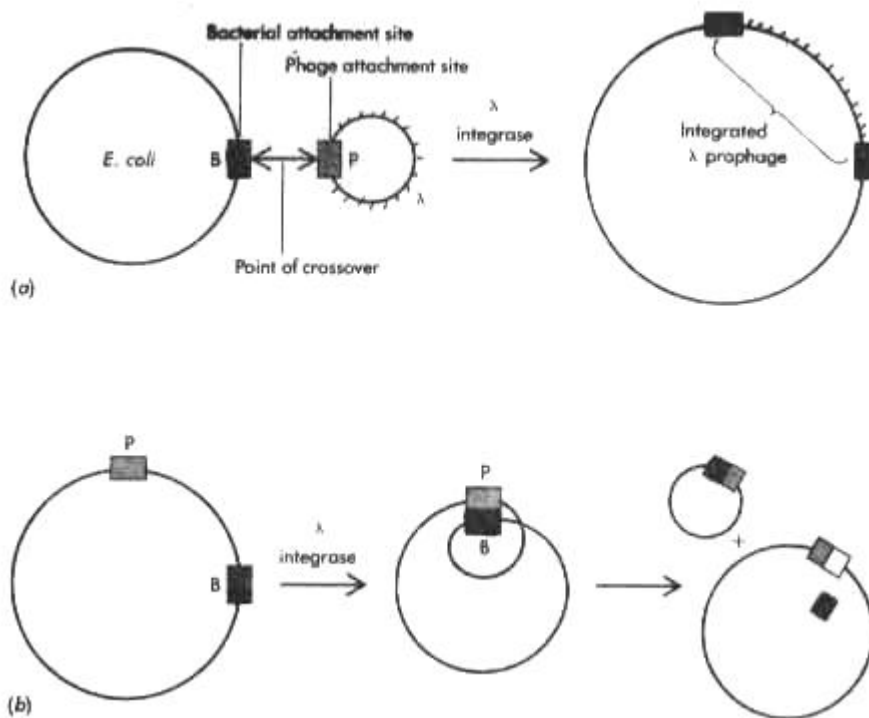 Bacterial attachment site
Phage attachment site
E. coli
B
P
λ
λ
integrase
Integrated
λ prophage
Point of crossover
(a)
P
B
λ
integrase
P
B
+
(b)